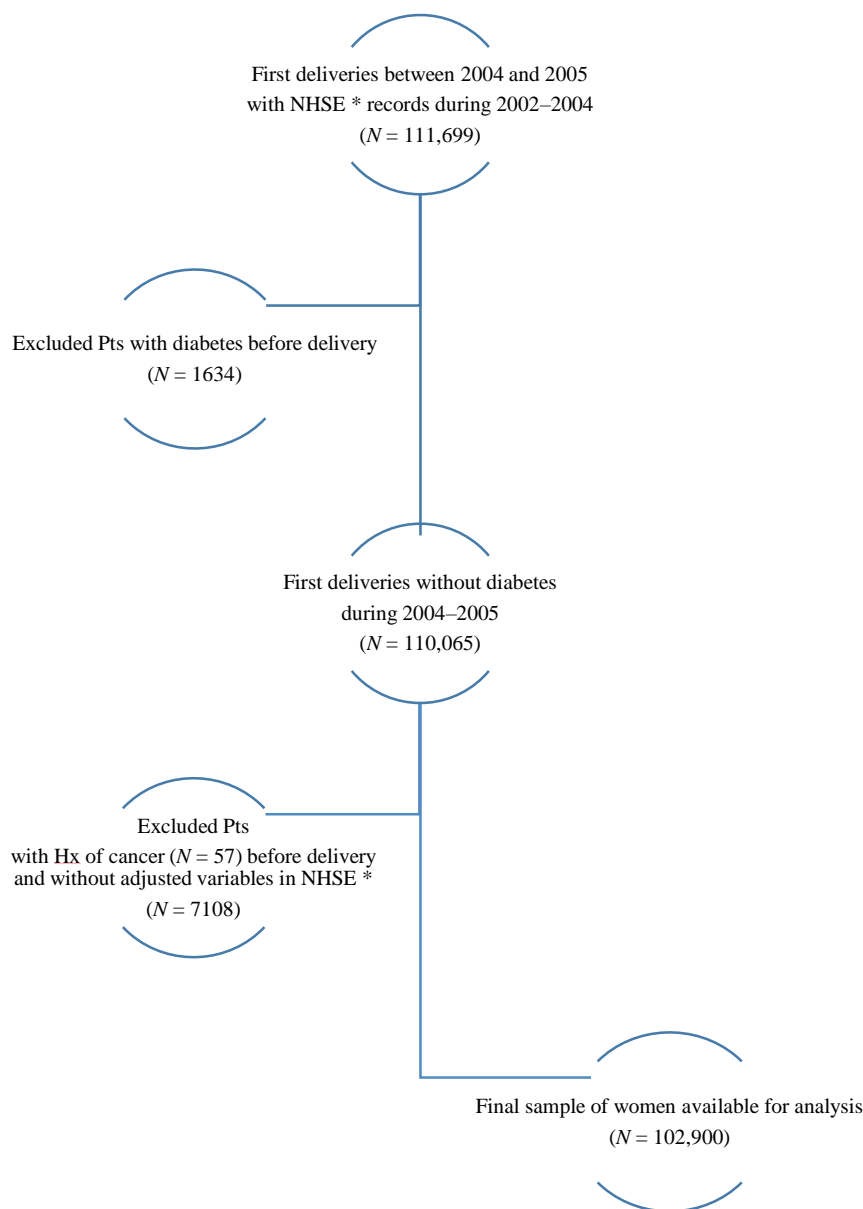 First deliveries between 2004 and 2005
with NHSE * records during 2002–2004
(N = 111,699)
Excluded Pts with diabetes before delivery
(N = 1634)
First deliveries without diabetes
during 2004–2005
(N = 110,065)
Excluded Pts
with Hx of cancer (N = 57) before delivery
and without adjusted variables in NHSE *
(N = 7108)
Final sample of women available for analysis
(N = 102,900)